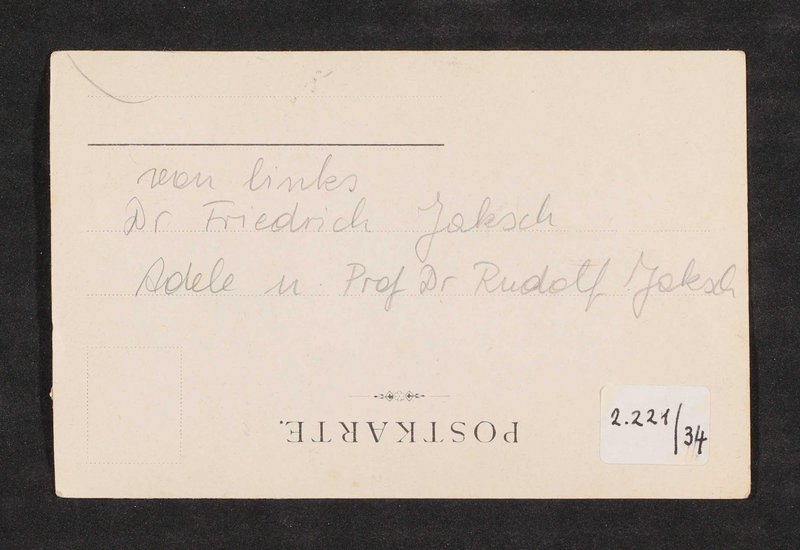 von links
Dr Friedrich Jaksch
Adele u Prof Dr Rudolf Jaksch
POSTKARTE.
2.221/34